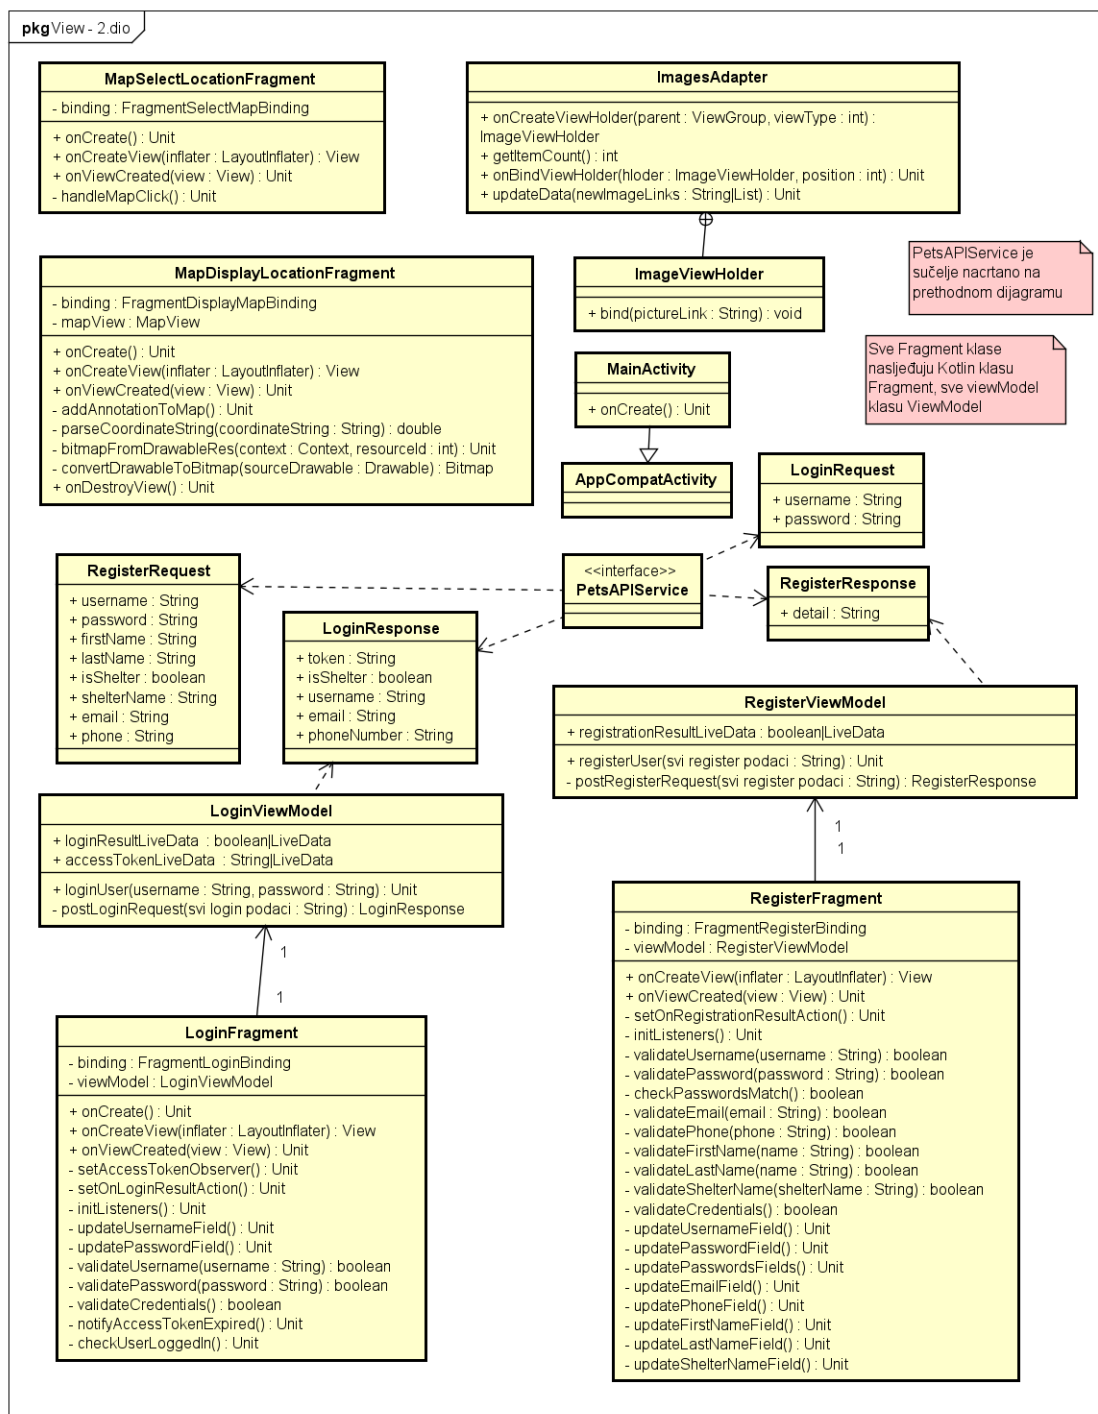 pkg View - 2.dio
MapSelectLocationFragment
- binding : FragmentSelectMapBinding
+ onCreate() : Unit
+ onCreateView(inflater : LayoutInflater) : View
+ onViewCreated(view : View) : Unit
- handleMapClick() : Unit
ImagesAdapter
+ onCreateViewHolder(parent : ViewGroup, viewType : int) :
ImageViewHolder
+ getItemCount() : int
+ onBindViewHolder(hloder : ImageViewHolder, position : int) : Unit
+ updateData(newImageLinks : String|List) : Unit
MapDisplayLocationFragment
- binding : FragmentDisplayMapBinding
- mapView : MapView
+ onCreate() : Unit
+ onCreateView(inflater : LayoutInflater) : View
+ onViewCreated(view : View) : Unit
- addAnnotationToMap() : Unit
- parseCoordinateString(coordinateString : String) : double
- bitmapFromDrawableRes(context : Context, resourceId : int) : Unit
- convertDrawableToBitmap(sourceDrawable : Drawable) : Bitmap
+ onDestroyView() : Unit
ImageViewHolder
+ bind(pictureLink : String) : void
PetsAPIService je
sučelje nacrtano na
prethodnom dijagramu
Sve Fragment klase
nasljeđuju Kotlin klasu
Fragment, sve viewModel
klasu ViewModel
MainActivity
+ onCreate() : Unit
AppCompatActivity
LoginRequest
+ username : String
+ password : String
RegisterRequest
+ username : String
+ password : String
+ firstName : String
+ lastName : String
+ isShelter : boolean
+ shelterName : String
+ email : String
+ phone : String
<<interface>>
PetsAPIService
RegisterResponse
+ detail : String
LoginResponse
+ token : String
+ isShelter : boolean
+ username : String
+ email : String
+ phoneNumber : String
RegisterViewModel
+ registrationResultLiveData : boolean|LiveData
+ registerUser(svi register podaci : String) : Unit
- postRegisterRequest(svi register podaci : String) : RegisterResponse
LoginViewModel
+ loginResultLiveData : boolean|LiveData
+ accessTokenLiveData : String|LiveData
+ loginUser(username : String, password : String) : Unit
- postLoginRequest(svi login podaci : String) : LoginResponse
1
1
1
1
RegisterFragment
- binding : FragmentRegisterBinding
- viewModel : RegisterViewModel
+ onCreateView(inflater : LayoutInflater) : View
+ onViewCreated(view : View) : Unit
- setOnRegistrationResultAction() : Unit
- initListeners() : Unit
- validateUsername(username : String) : boolean
- validatePassword(password : String) : boolean
- checkPasswordsMatch() : boolean
- validateEmail(email : String) : boolean
- validatePhone(phone : String) : boolean
- validateFirstName(name : String) : boolean
- validateLastName(name : String) : boolean
- validateShelterName(shelterName : String) : boolean
- validateCredentials() : boolean
- updateUsernameField() : Unit
- updatePasswordField() : Unit
- updatePasswordsFields() : Unit
- updateEmailField() : Unit
- updatePhoneField() : Unit
- updateFirstNameField() : Unit
- updateLastNameField() : Unit
- updateShelterNameField() : Unit
LoginFragment
- binding : FragmentLoginBinding
- viewModel : LoginViewModel
+ onCreate() : Unit
+ onCreateView(inflater : LayoutInflater) : View
+ onViewCreated(view : View) : Unit
- setAccessTokenObserver() : Unit
- setOnLoginResultAction() : Unit
- initListeners() : Unit
- updateUsernameField() : Unit
- updatePasswordField() : Unit
- validateUsername(username : String) : boolean
- validatePassword(password : String) : boolean
- validateCredentials() : boolean
- notifyAccessTokenExpired() : Unit
- checkUserLoggedIn() : Unit